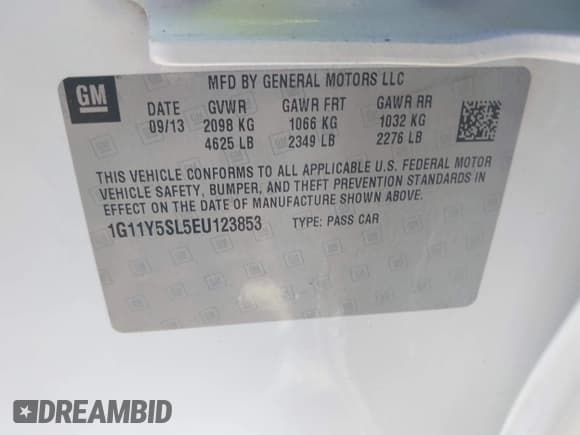 GM
MFD BY GENERAL MOTORS LLC
DATE GVWR GAWR FRT GAWR RR
09/13 2098 KG 1066 KG 1032 KG
4625 LB 2349 LB 2276 LB
THIS VEHICLE CONFORMS TO ALL APPLICABLE U.S. FEDERAL MOTOR
VEHICLE SAFETY, BUMPER, AND THEFT PREVENTION STANDARDS IN
EFFECT ON THE DATE OF MANUFACTURE SHOWN ABOVE.
1G11Y5SL5EU123853 TYPE: PASS CAR
DREAMBID